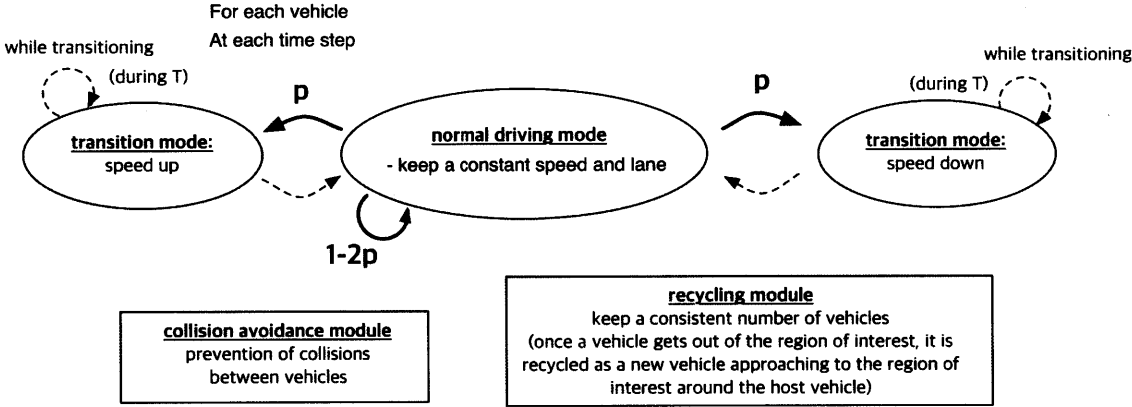 For each vehicle
At each time step
while transitioning
(during T)
p
transition mode:
speed up
normal driving mode
- keep a constant speed and lane
1-2p
p
while transitioning
(during T)
transition mode:
speed down
collision avoidance module
prevention of collisions
between vehicles
recycling module
keep a consistent number of vehicles
(once a vehicle gets out of the region of interest, it is
recycled as a new vehicle approaching to the region of
interest around the host vehicle)